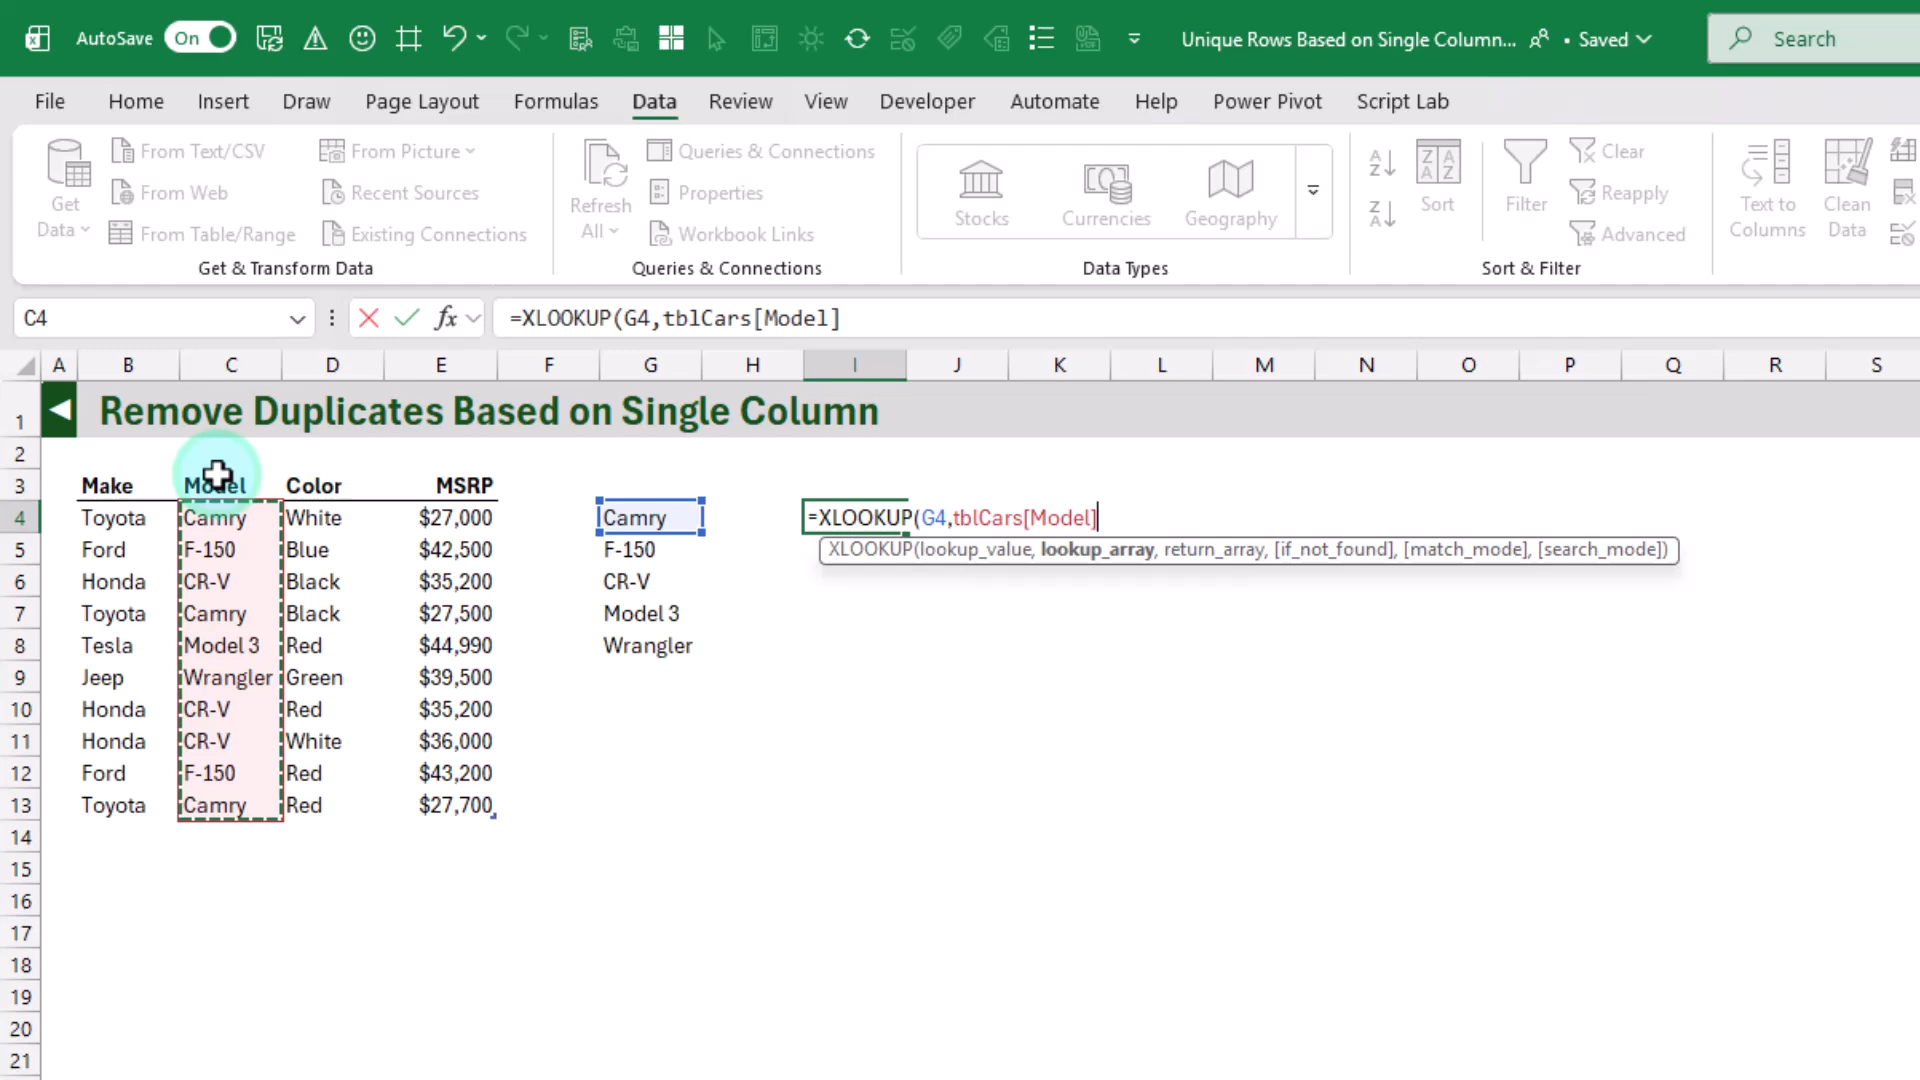 AutoSave On Unique Rows Based on Single Column... • Saved Search
File Home Insert Draw Page Layout Formulas Data Review View Developer Automate Help Power Pivot Script Lab
Get Data
From Text/CSV
From Web
From Table/Range
From Picture
Recent Sources
Existing Connections
Get & Transform Data
Refresh All
Queries & Connections
Properties
Workbook Links
Queries & Connections
Stocks Currencies Geography
Data Types
Sort
Filter
Clear
Reapply
Advanced
Sort & Filter
Text to Columns
Clean Data
C4 fx =XLOOKUP(G4,tblCars[Model]
A B C D E F G H I J K L M N O P Q R S
1 Remove Duplicates Based on Single Column
2
3 Make Model Color MSRP
4 Toyota Camry White $27,000 Camry =XLOOKUP(G4,tblCars[Model]
XLOOKUP(lookup_value, lookup_array, return_array, [if_not_found], [match_mode], [search_mode])
5 Ford F-150 Blue $42,500 F-150
6 Honda CR-V Black $35,200 CR-V
7 Toyota Camry Black $27,500 Model 3
8 Tesla Model 3 Red $44,990 Wrangler
9 Jeep Wrangler Green $39,500
10 Honda CR-V Red $35,200
11 Honda CR-V White $36,000
12 Ford F-150 Red $43,200
13 Toyota Camry Red $27,700
14
15
16
17
18
19
20
21